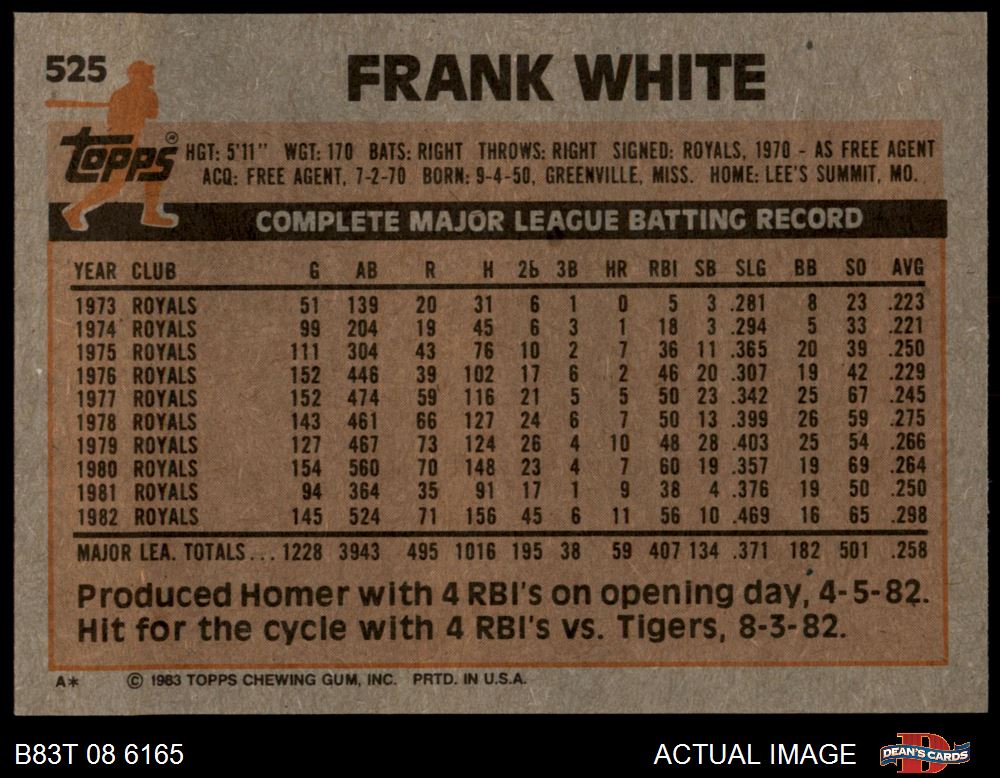 525
FRANK WHITE
Topps®
HGT: 5'11" WGT: 170 BATS: RIGHT THROWS: RIGHT SIGNED: ROYALS, 1970 - AS FREE AGENT
ACQ: FREE AGENT, 7-2-70 BORN: 9-4-50, GREENVILLE, MISS. HOME: LEE'S SUMMIT, MO.
COMPLETE MAJOR LEAGUE BATTING RECORD
YEAR CLUB G AB R H 2b 3B HR RBI SB SLG BB SO AVG
1973 ROYALS 51 139 20 31 6 1 0 5 3 .281 8 23 .223
1974 ROYALS 99 204 19 45 6 3 1 18 3 .294 5 33 .221
1975 ROYALS 111 304 43 76 10 2 7 36 11 .365 20 39 .250
1976 ROYALS 152 446 39 102 17 6 2 46 20 .307 19 42 .229
1977 ROYALS 152 474 59 116 21 5 5 50 23 .342 25 67 .245
1978 ROYALS 143 461 66 127 24 6 7 50 13 .399 26 59 .275
1979 ROYALS 127 467 73 124 26 4 10 48 28 .403 25 54 .266
1980 ROYALS 154 560 70 148 23 4 7 60 19 .357 19 69 .264
1981 ROYALS 94 364 35 91 17 1 9 38 4 .376 19 50 .250
1982 ROYALS 145 524 71 156 45 6 11 56 10 .469 16 65 .298
MAJOR LEA. TOTALS... 1228 3943 495 1016 195 38 59 407 134 .371 182 501 .258
Produced Homer with 4 RBI's on opening day, 4-5-82.
Hit for the cycle with 4 RBI's vs. Tigers, 8-3-82.
A* © 1983 TOPPS CHEWING GUM, INC. PRTD. IN U.S.A.
B83T 08 6165 ACTUAL IMAGE DEAN'S CARDS